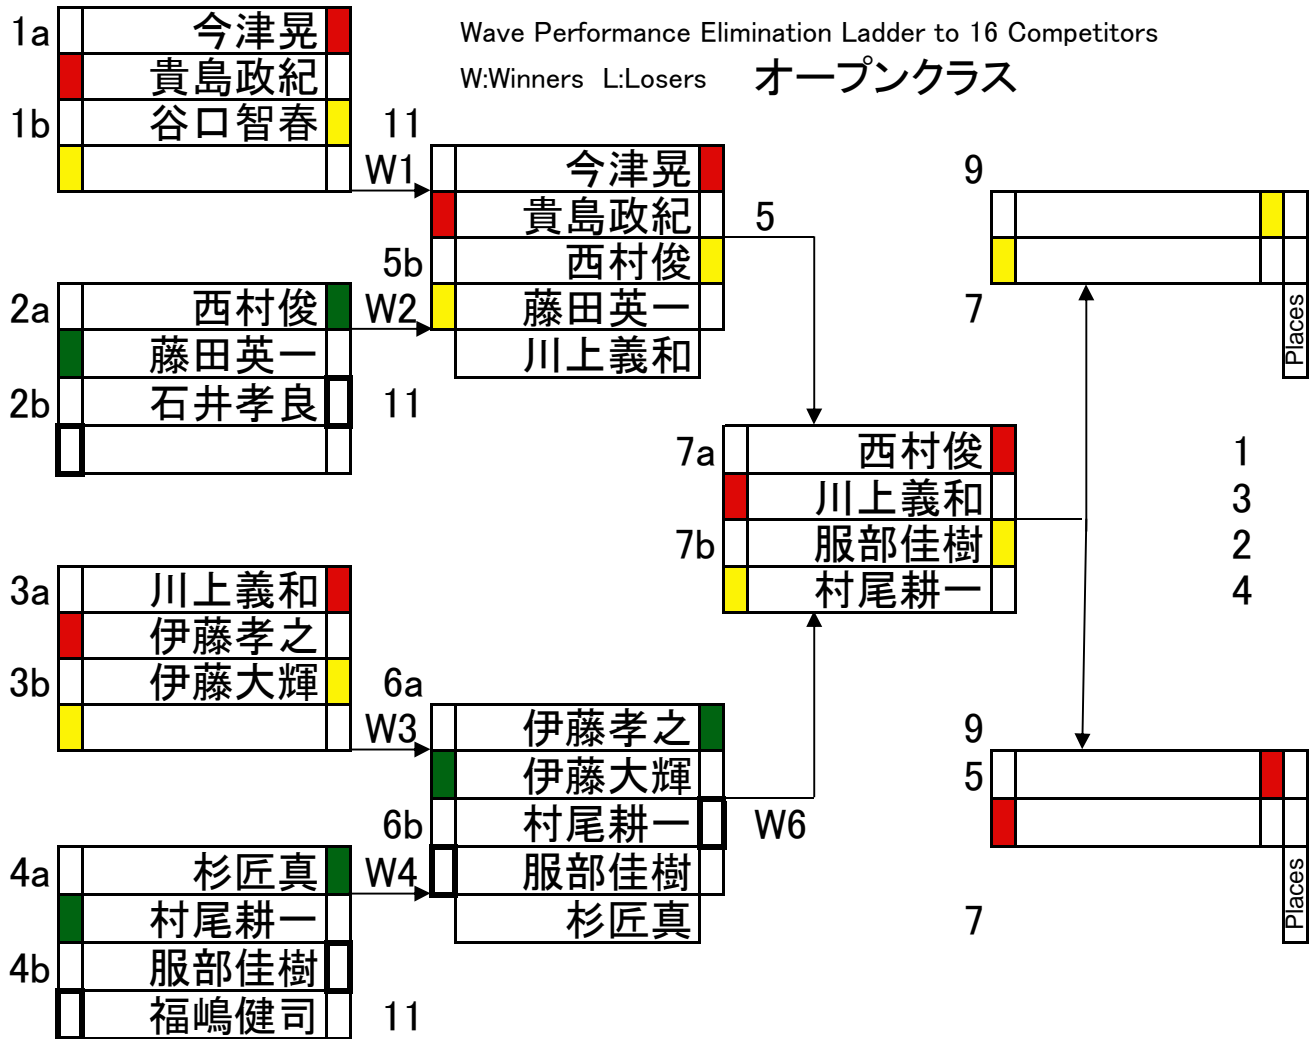 Wave Performance Elimination Ladder to 16 Competitors
W:Winners L:Losers オープンクラス
1a 今津晃
貴島政紀
1b 谷口智春 11
W1
今津晃
貴島政紀 5
5b 西村俊
藤田英一
川上義和
2a 西村俊 W2
藤田英一
2b 石井孝良 11
9
7
Places
7a 西村俊 1
川上義和 3
7b 服部佳樹 2
村尾耕一 4
3a 川上義和
伊藤孝之
3b 伊藤大輝 6a
W3
伊藤孝之
伊藤大輝
6b 村尾耕一 W6
服部佳樹
杉匠真
4a 杉匠真 W4
村尾耕一
4b 服部佳樹
福嶋健司 11
9
5
7
Places